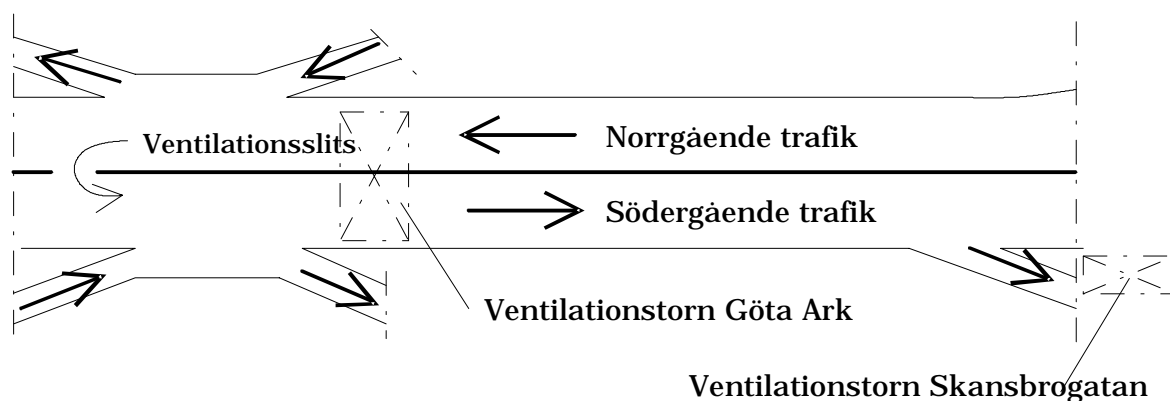 Norrgående trafik
Ventilationsslits
Södergående trafik
Ventilationstorn Göta Ark
Ventilationstorn Skansbrogatan